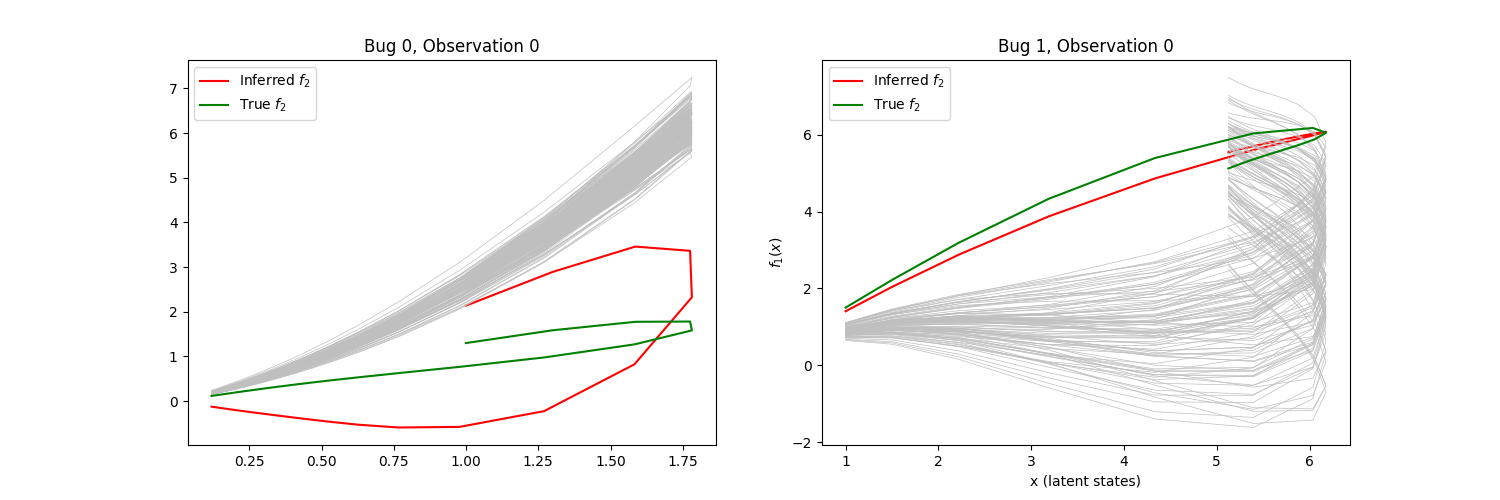 Bug 0, Observation 0
Inferred f₂
True f₂
7
6
5
4
3
2
1
0
0.25 0.50 0.75 1.00 1.25 1.50 1.75
Bug 1, Observation 0
Inferred f₂
True f₂
f₁(x)
6
4
2
0
−2
1 2 3 4 5 6
x (latent states)